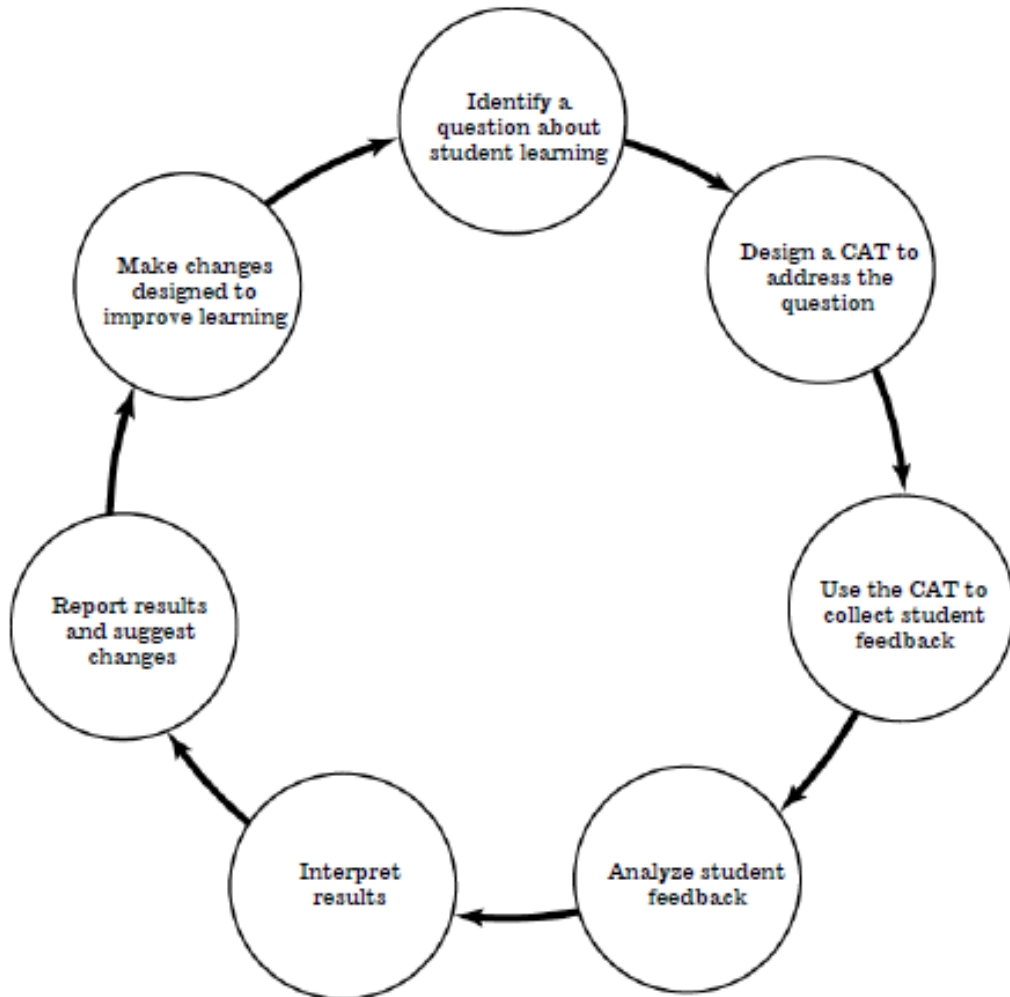 Identify a
question about
student learning
Design a CAT to
address the
question
Use the CAT to
collect student
feedback
Analyze student
feedback
Interpret
results
Report results
and suggest
changes
Make changes
designed to
improve learning